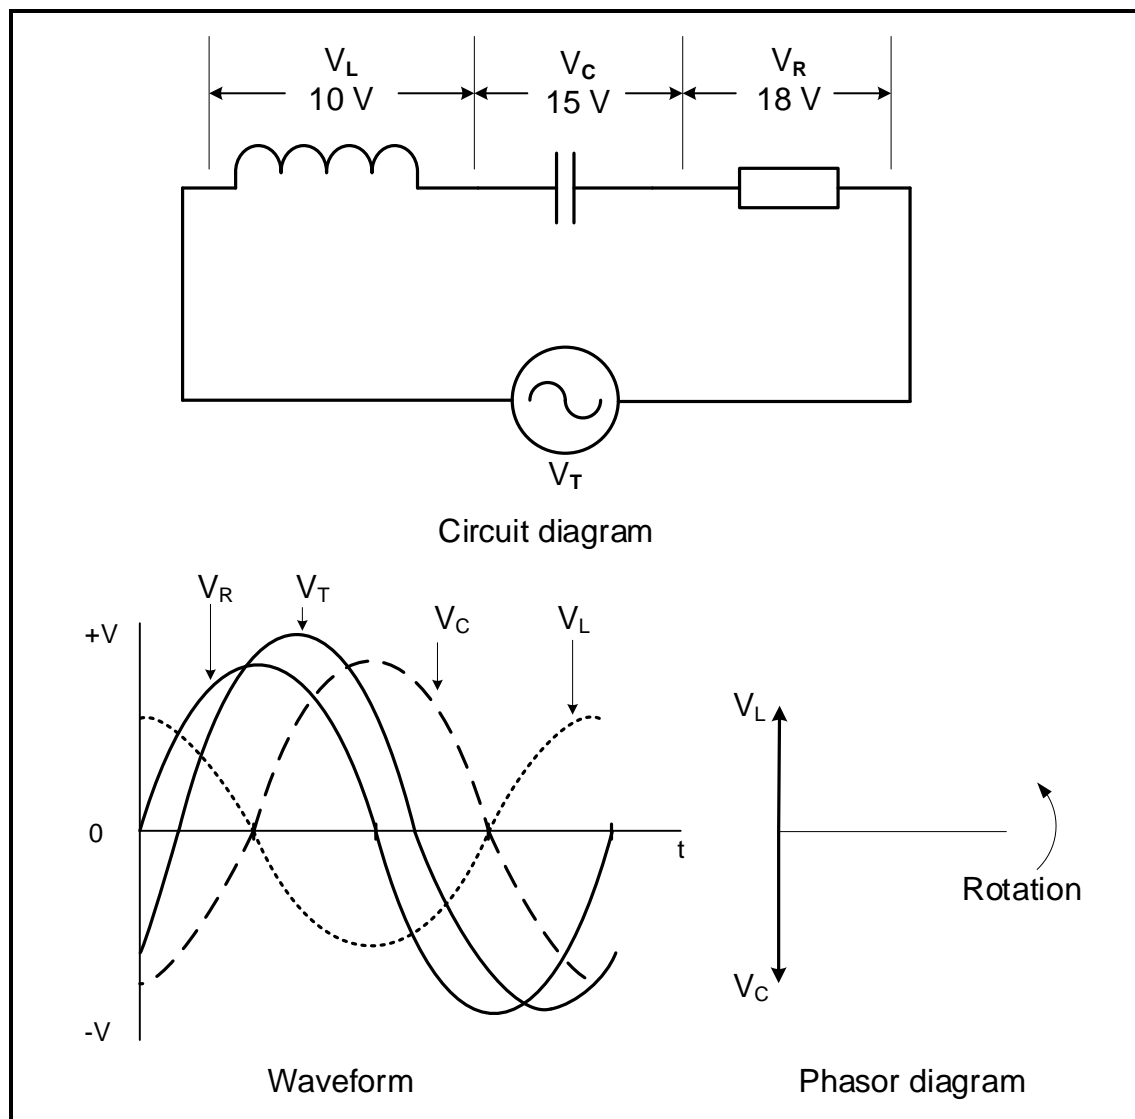 V_L V_C V_R
10 V 15 V 18 V
V_T
Circuit diagram
V_R V_T V_C V_L
+V
0
-V
t
Waveform
V_L
Rotation
V_C
Phasor diagram